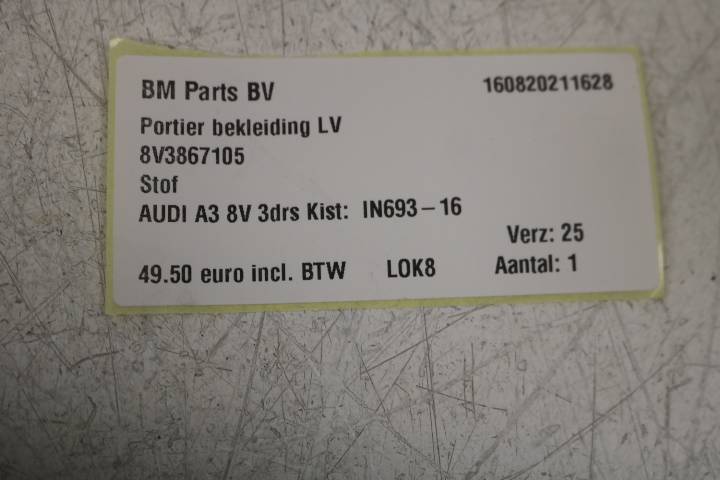 BM Parts BV 160820211628
Portier bekleiding LV
8V3867105
Stof
AUDI A3 8V 3drs Kist: IN693-16
Verz: 25
49.50 euro incl. BTW LOK8 Aantal: 1